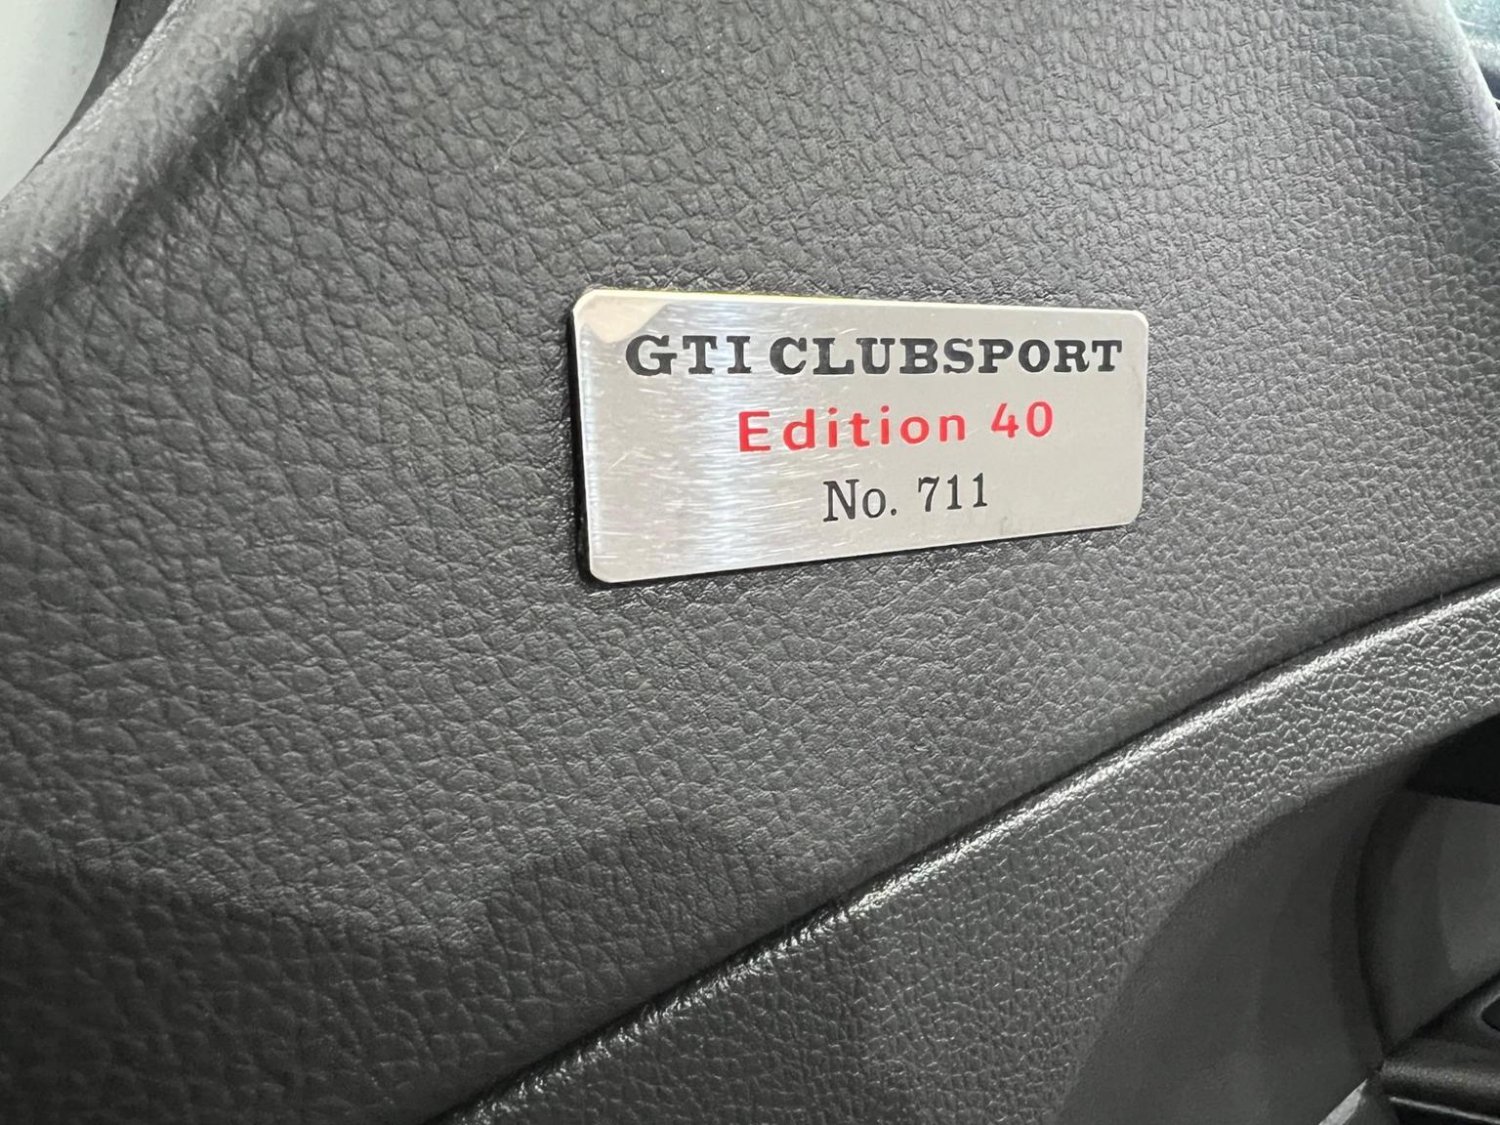 GTI CLUBSPORT
Edition 40
No. 711